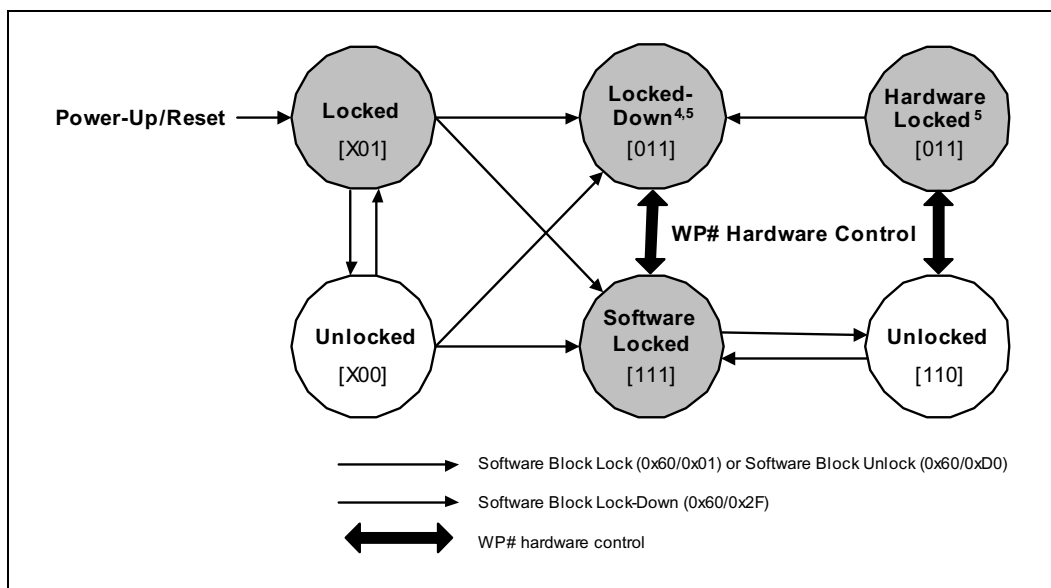 Power-Up/Reset
Locked
[X01]
Locked-
Down4,5
[011]
Hardware
Locked5
[011]
WP# Hardware Control
Unlocked
[X00]
Software
Locked
[111]
Unlocked
[110]
Software Block Lock (0x60/0x01) or Software Block Unlock (0x60/0xD0)
Software Block Lock-Down (0x60/0x2F)
WP# hardware control